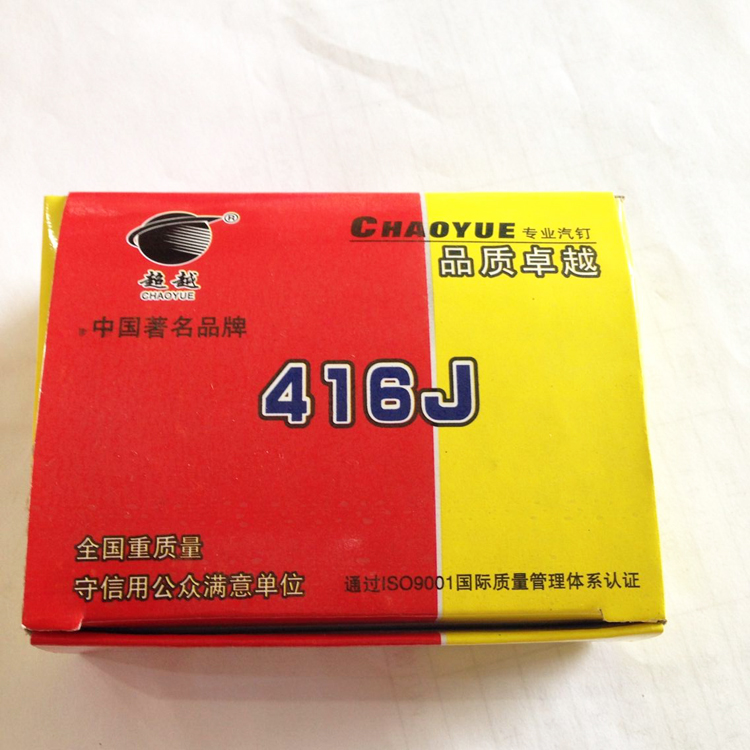 ®
超越
CHAOYUE
中国著名品牌
CHAOYUE 专业汽钉
品质卓越
416J
全国重质量
守信用公众满意单位
通过ISO9001国际质量管理体系认证